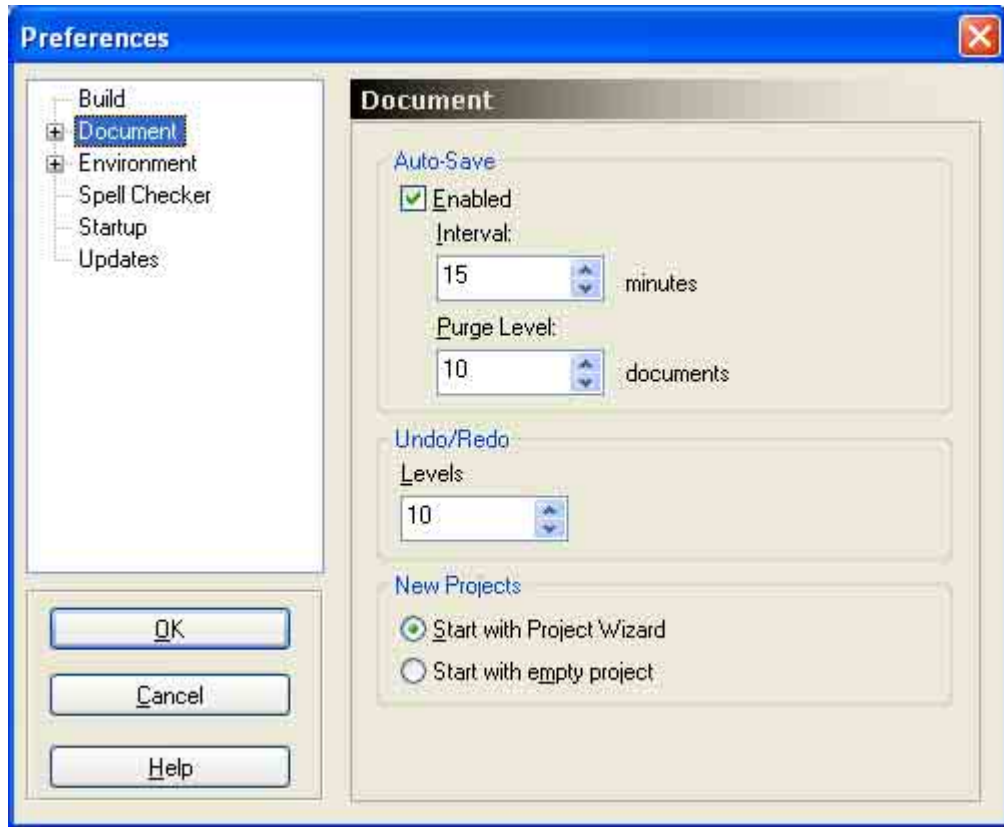 Preferences
Build
Document
Environment
Spell Checker
Startup
Updates
OK
Cancel
Help
Document
Auto-Save
Enabled
Interval:
15 minutes
Purge Level:
10 documents
Undo/Redo
Levels
10
New Projects
Start with Project Wizard
Start with empty project